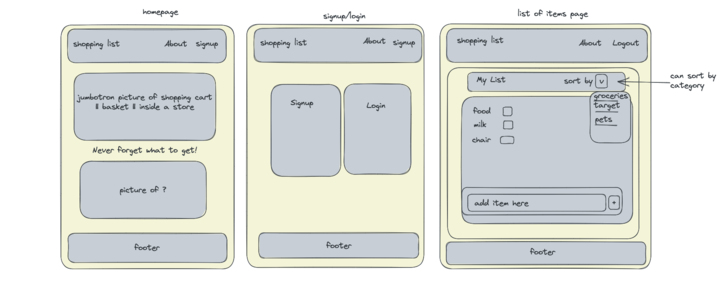 homepage
shopping list About signup
jumbotron picture of shopping cart
& basket & inside a store
Never forget what to get!
picture of ?
footer
signup/login
shopping list About signup
Signup Login
footer
list of items page
shopping list About Logout
My List sort by v
can sort by
category
groceries
target
pets
food
milk
chair
add item here +
footer